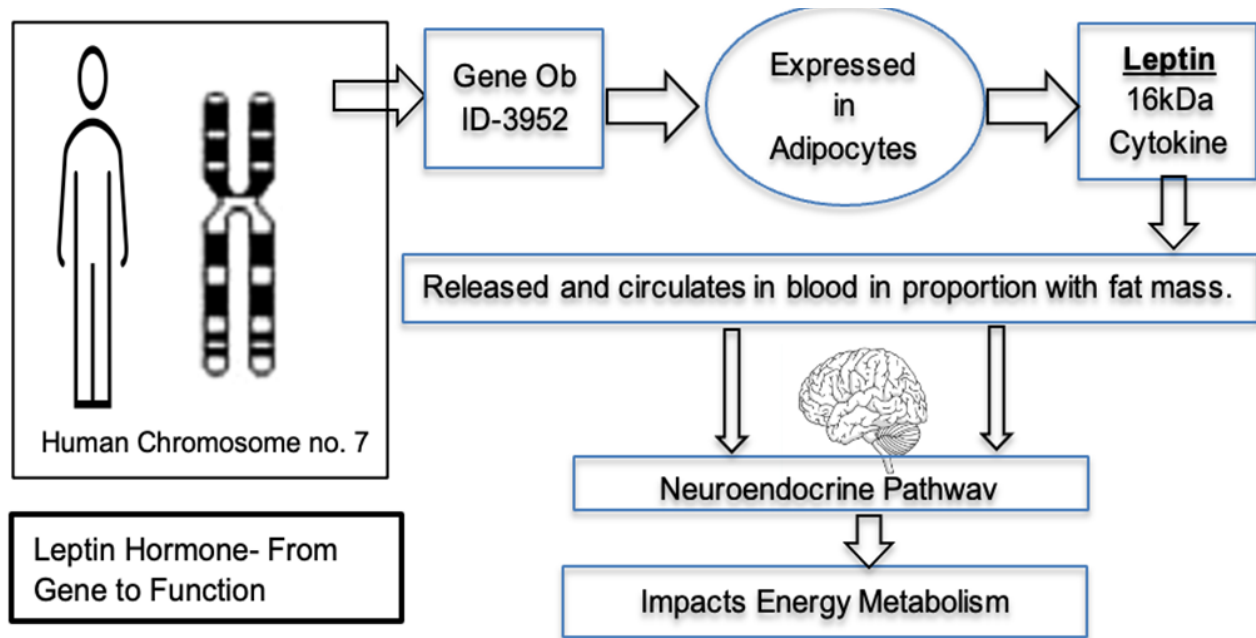 Gene Ob
ID-3952
Expressed
in
Adipocytes
Leptin
16kDa
Cytokine
Released and circulates in blood in proportion with fat mass.
Human Chromosome no. 7
Neuroendocrine Pathwav
Leptin Hormone- From
Gene to Function
Impacts Energy Metabolism